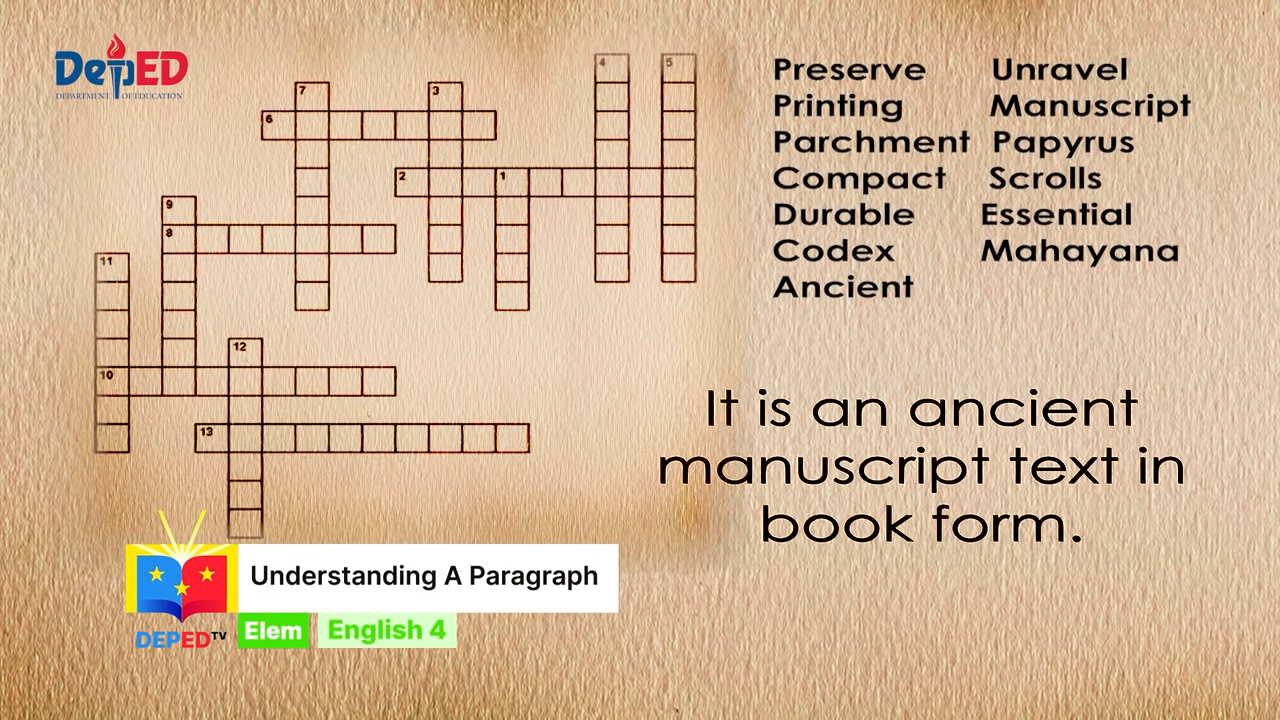 DepED
DEPARTMENT OF EDUCATION
4 5
7 3
6
2 1
9
8
11
12
10
13
Preserve Unravel
Printing Manuscript
Parchment Papyrus
Compact Scrolls
Durable Essential
Codex Mahayana
Ancient
It is an ancient
manuscript text in
book form.
Understanding A Paragraph
DEPED TV
Elem English 4